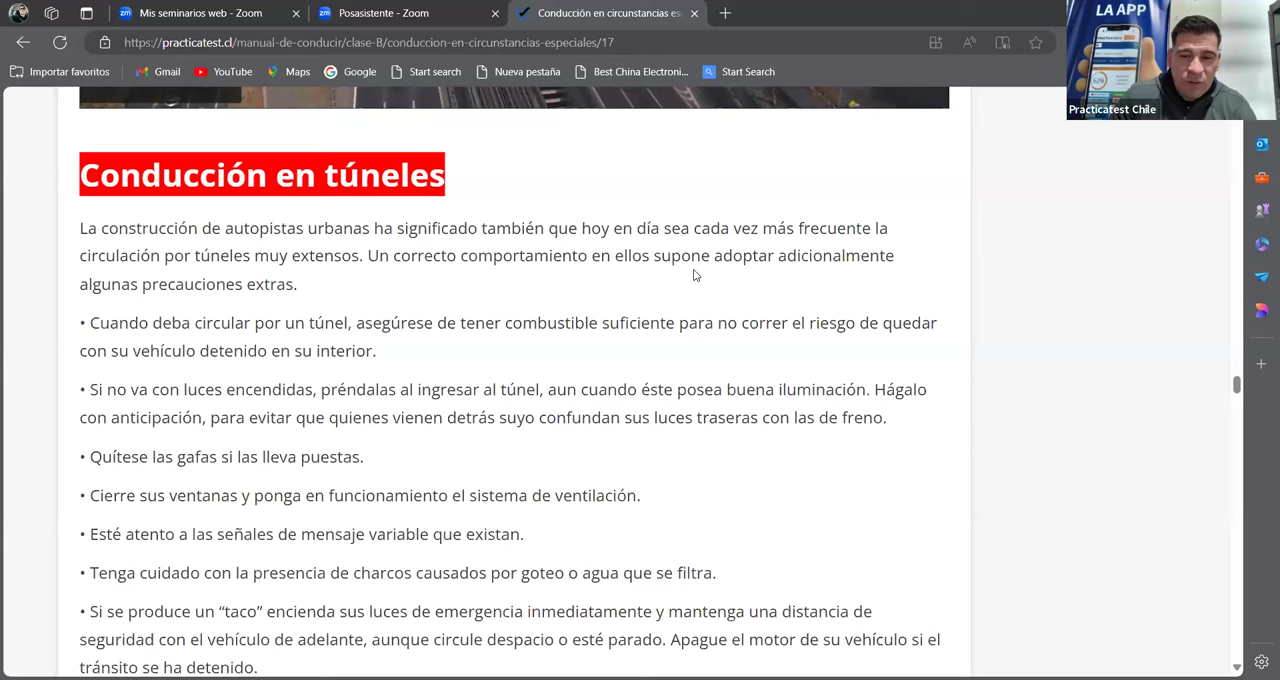 Mis seminarios web - Zoom
Posasistente - Zoom
Conducción en circunstancias es
https://practicatest.cl/manual-de-conducir/clase-B/conduccion-en-circunstancias-especiales/17
Importar favoritos
Gmail
YouTube
Maps
Google
Start search
Nueva pestaña
Best China Electroni...
Start Search
LA APP
62%
Practicatest Chile
Conducción en túneles
La construcción de autopistas urbanas ha significado también que hoy en día sea cada vez más frecuente la
circulación por túneles muy extensos. Un correcto comportamiento en ellos supone adoptar adicionalmente
algunas precauciones extras.
• Cuando deba circular por un túnel, asegúrese de tener combustible suficiente para no correr el riesgo de quedar
con su vehículo detenido en su interior.
• Si no va con luces encendidas, préndalas al ingresar al túnel, aun cuando éste posea buena iluminación. Hágalo
con anticipación, para evitar que quienes vienen detrás suyo confundan sus luces traseras con las de freno.
• Quítese las gafas si las lleva puestas.
• Cierre sus ventanas y ponga en funcionamiento el sistema de ventilación.
• Esté atento a las señales de mensaje variable que existan.
• Tenga cuidado con la presencia de charcos causados por goteo o agua que se filtra.
• Si se produce un “taco” encienda sus luces de emergencia inmediatamente y mantenga una distancia de
seguridad con el vehículo de adelante, aunque circule despacio o esté parado. Apague el motor de su vehículo si el
tránsito se ha detenido.